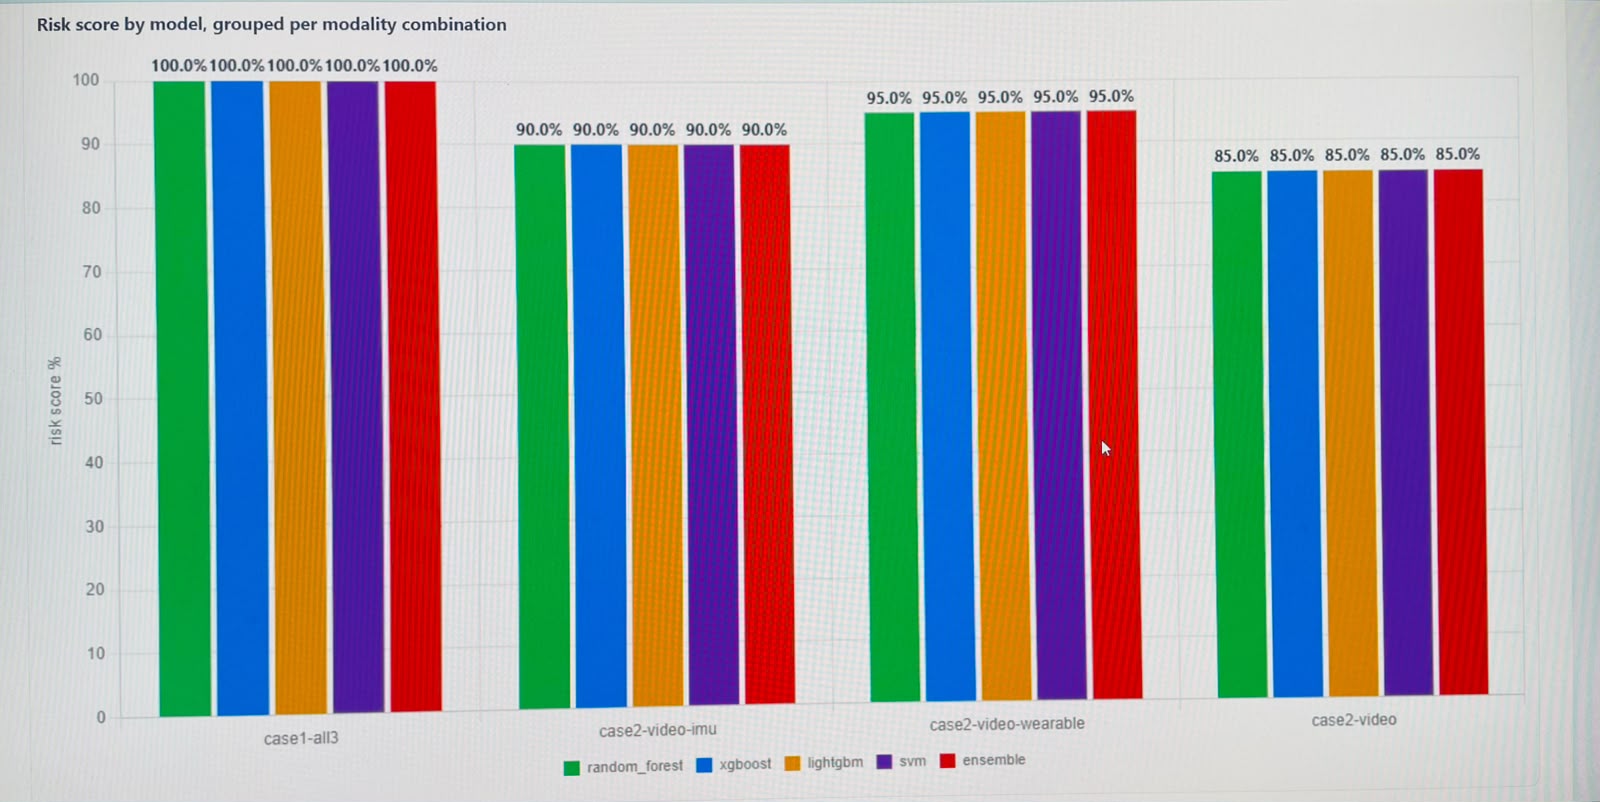 Risk score by model, grouped per modality combination
100.0% 100.0% 100.0% 100.0% 100.0%
90.0% 90.0% 90.0% 90.0% 90.0%
95.0% 95.0% 95.0% 95.0% 95.0%
85.0% 85.0% 85.0% 85.0% 85.0%
100
90
80
70
60
50
40
30
20
10
0
risk score %
case1-all3 case2-video-imu case2-video-wearable case2-video
random_forest xgboost lightgbm svm ensemble